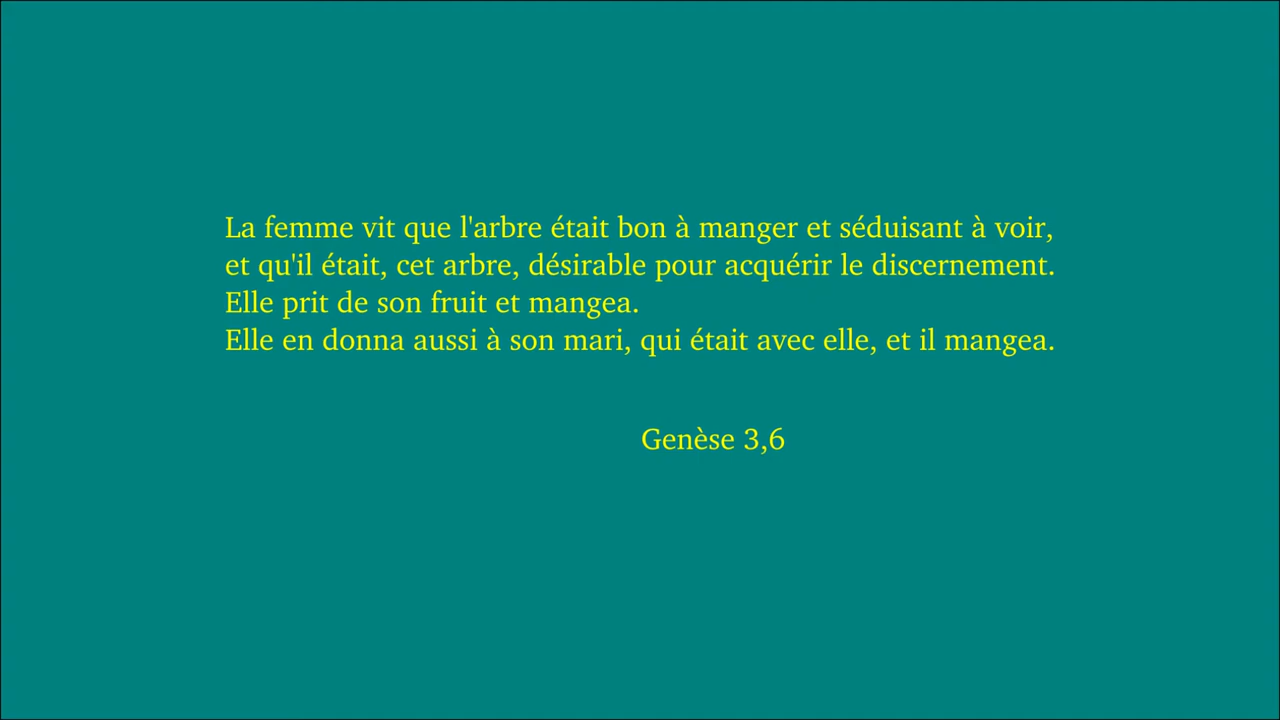 La femme vit que l'arbre était bon à manger et séduisant à voir,
et qu'il était, cet arbre, désirable pour acquérir le discernement.
Elle prit de son fruit et mangea.
Elle en donna aussi à son mari, qui était avec elle, et il mangea.
Genèse 3,6